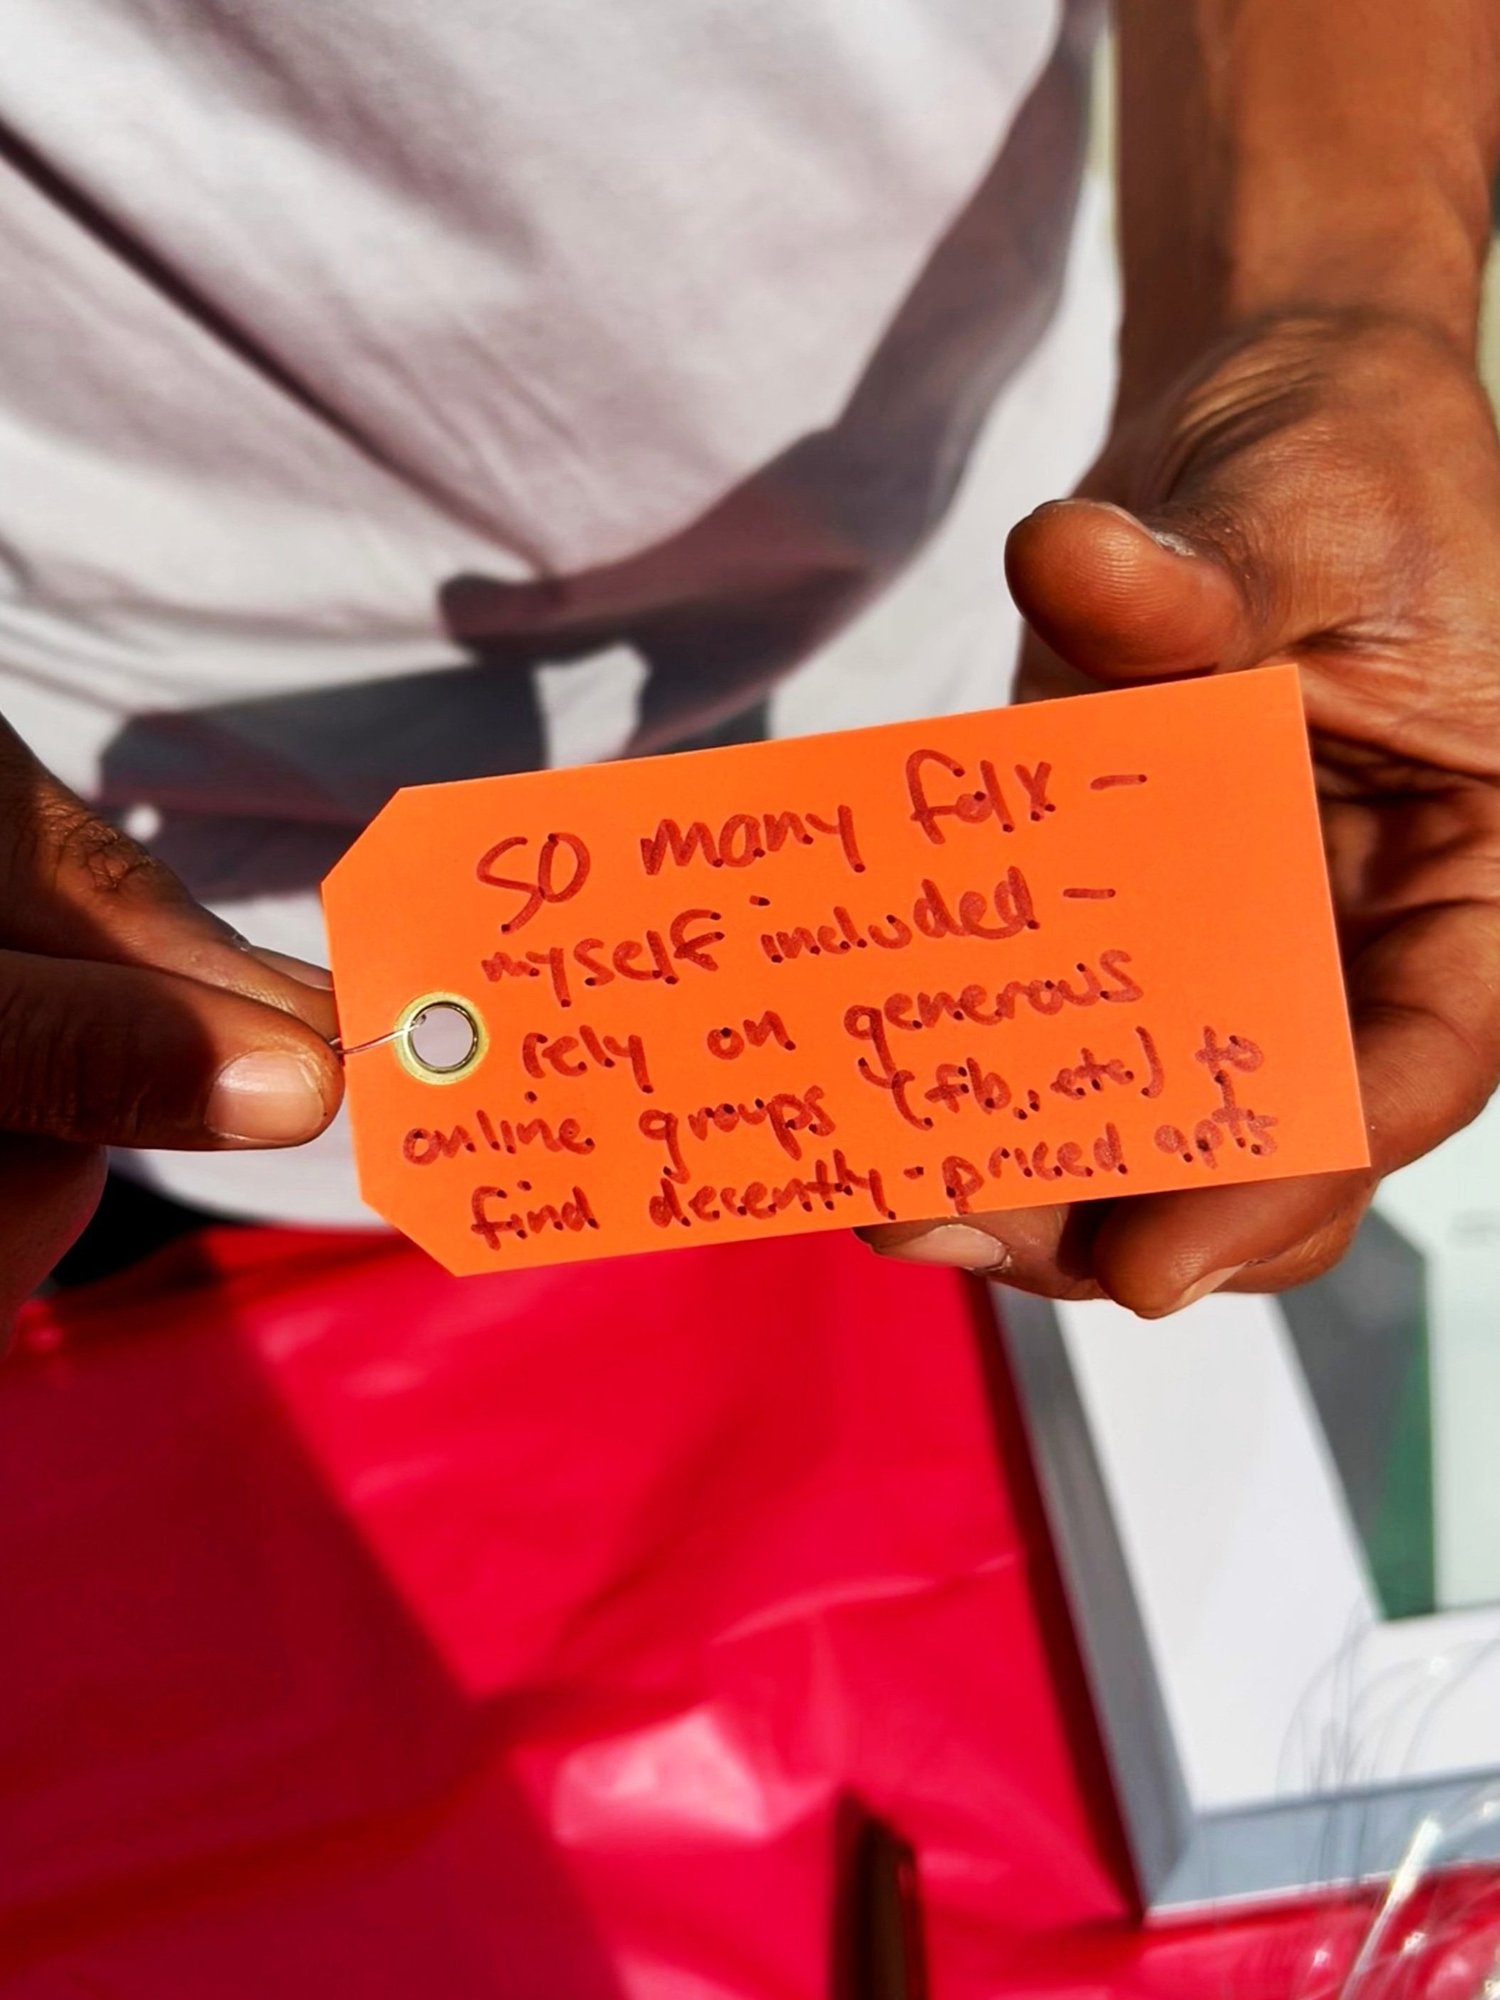 So many folx -
myself included -
rely on generous
online groups (fb, etc) to
find decently-priced apts